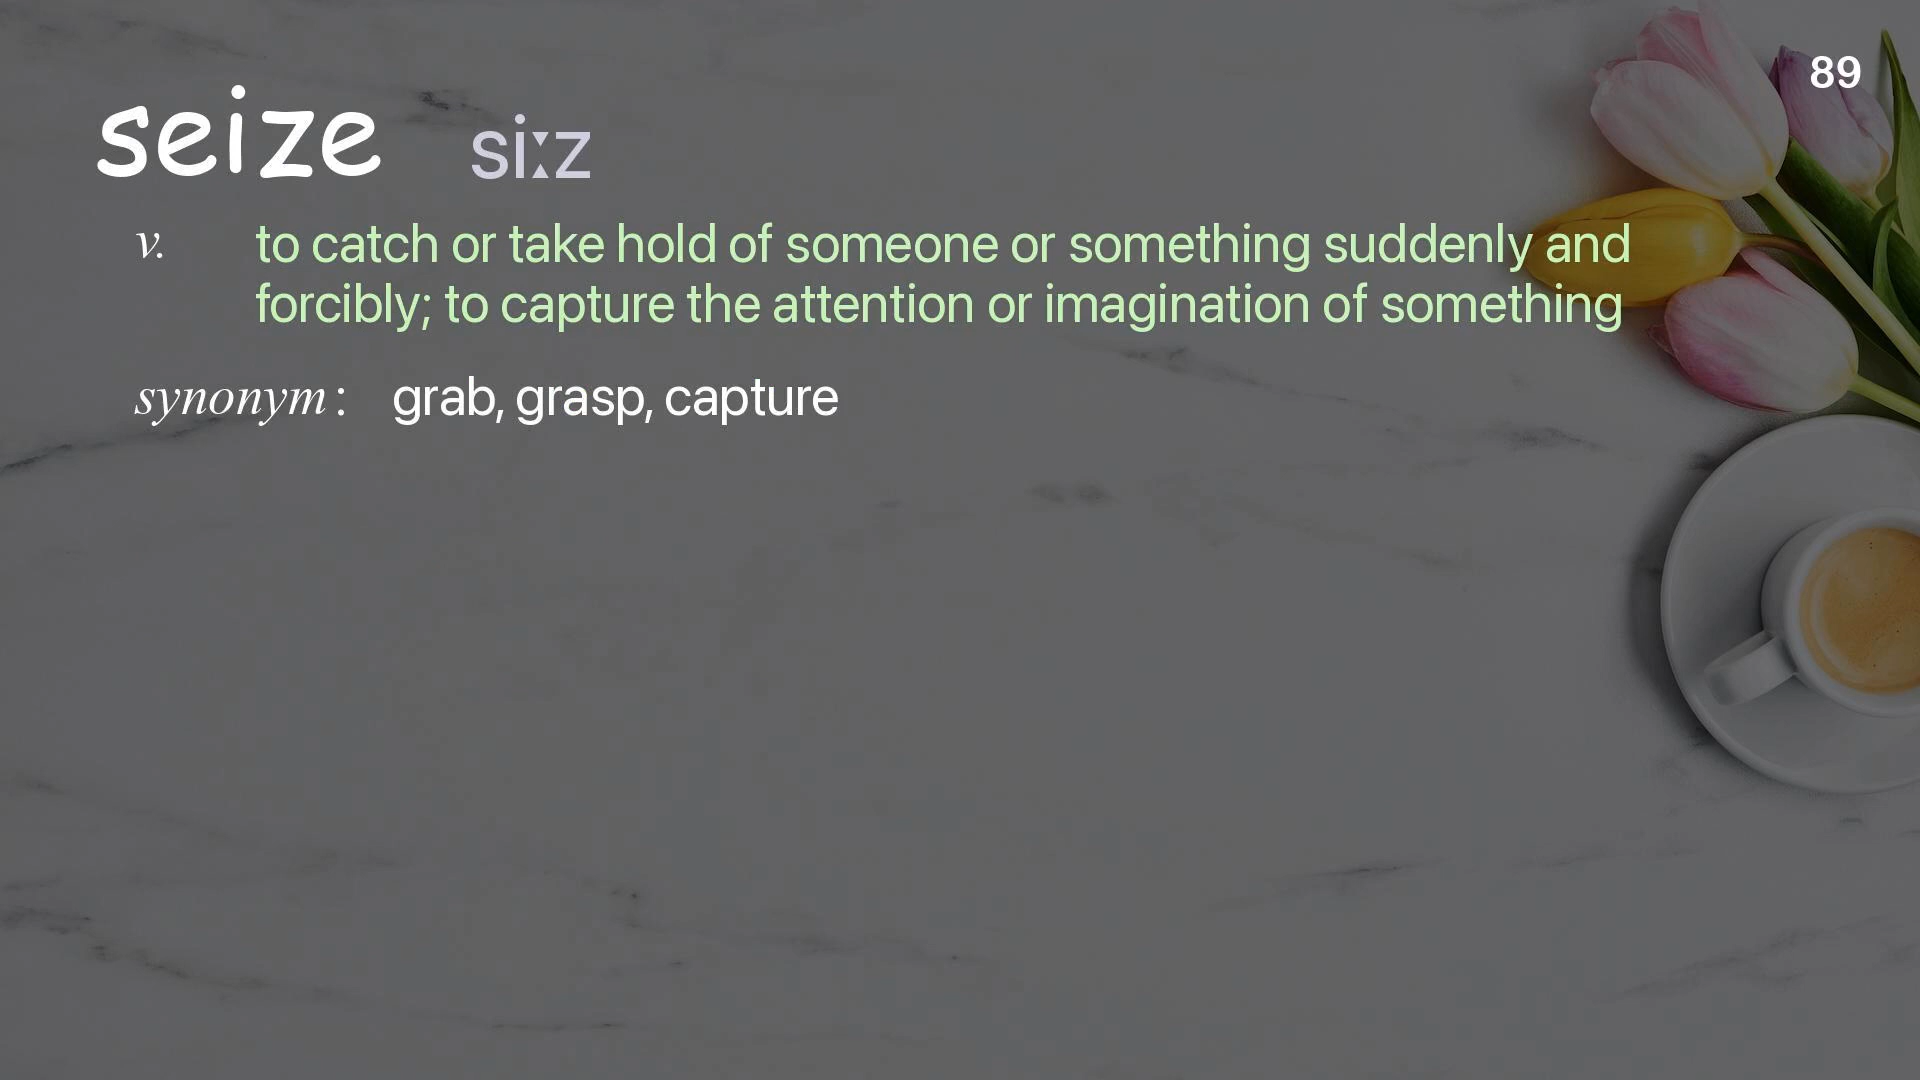 89
seize siːz
v. to catch or take hold of someone or something suddenly and
forcibly; to capture the attention or imagination of something
synonym : grab, grasp, capture